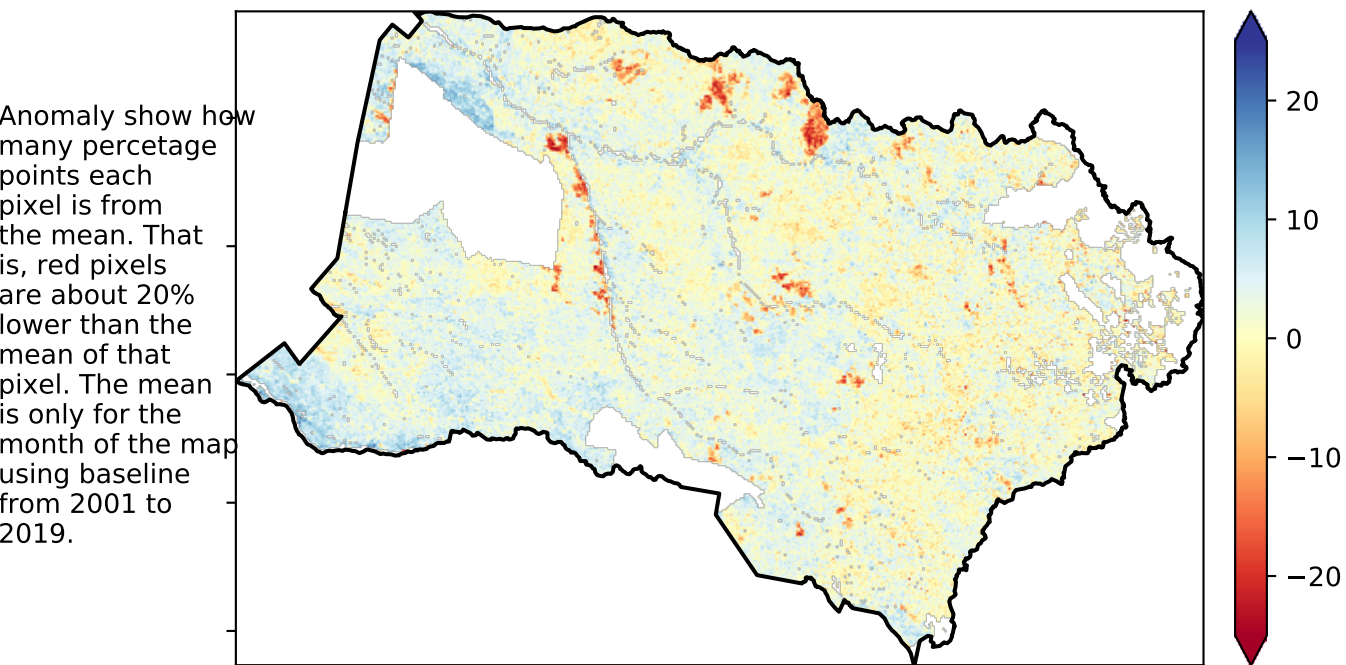 Anomaly show how
many percetage
points each
pixel is from
the mean. That
is, red pixels
are about 20%
lower than the
mean of that
pixel. The mean
is only for the
month of the map
using baseline
from 2001 to
2019.
20
10
0
−10
−20